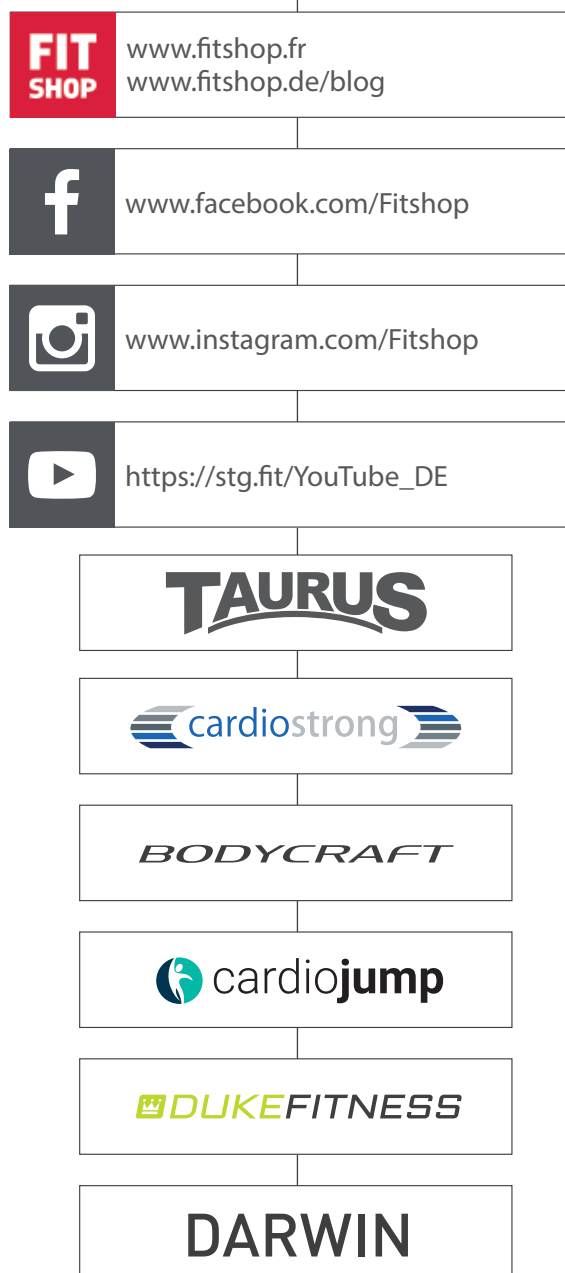 FIT
SHOP
www.fitshop.fr
www.fitshop.de/blog
www.facebook.com/Fitshop
www.instagram.com/Fitshop
https://stg.fit/YouTube_DE
TAURUS
cardiostrong
BODYCRAFT
cardiojump
DUKEFITNESS
DARWIN